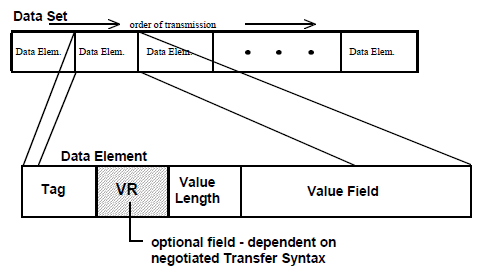 Data Set
order of transmission
Data Elem. Data Elem. Data Elem. Data Elem.
Data Element
Tag VR Value Length Value Field
optional field - dependent on
negotiated Transfer Syntax